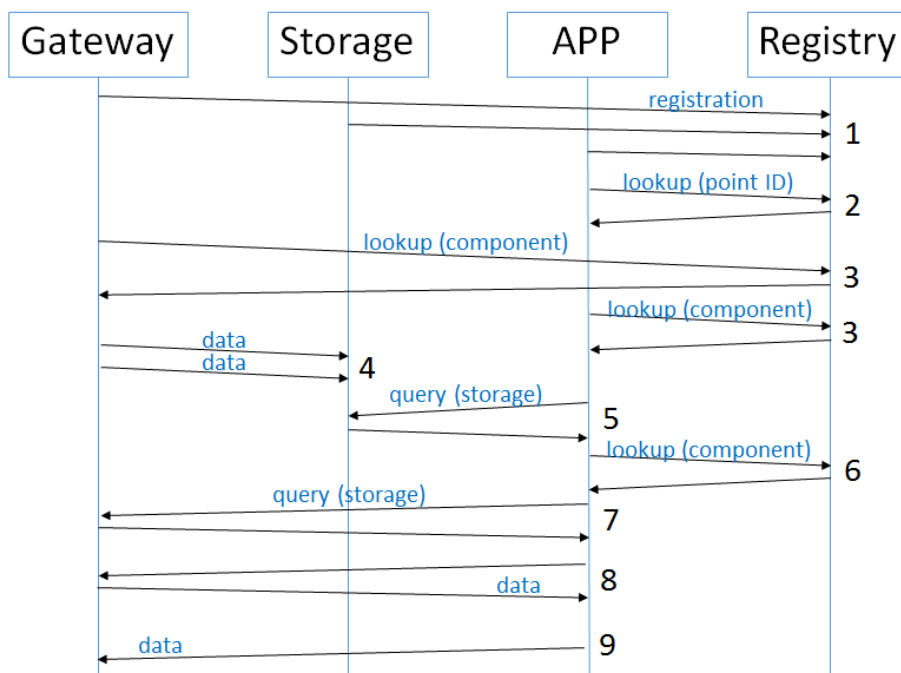 Gateway
Storage
APP
Registry
registration
1
lookup (point ID)
2
lookup (component)
3
lookup (component)
3
data
data
4
query (storage)
5
lookup (component)
6
query (storage)
7
8
data
data
9